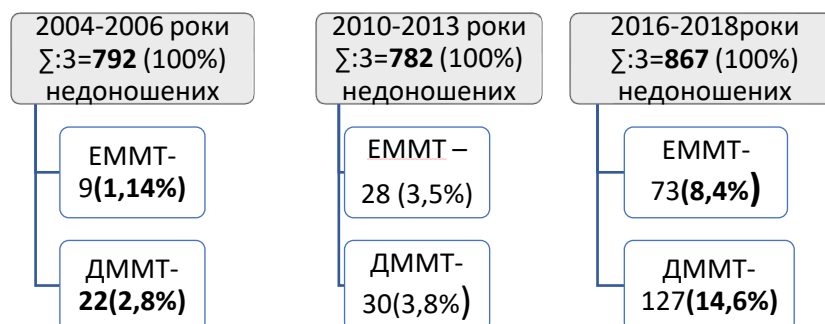 2004-2006 роки
∑:3=792 (100%)
недоношених
ЕММТ-
9(1,14%)
ДММТ-
22(2,8%)
2010-2013 роки
∑:3=782 (100%)
недоношених
ЕММТ –
28 (3,5%)
ДММТ-
30(3,8%)
2016-2018роки
∑:3=867 (100%)
недоношених
ЕММТ-
73(8,4%)
ДММТ-
127(14,6%)